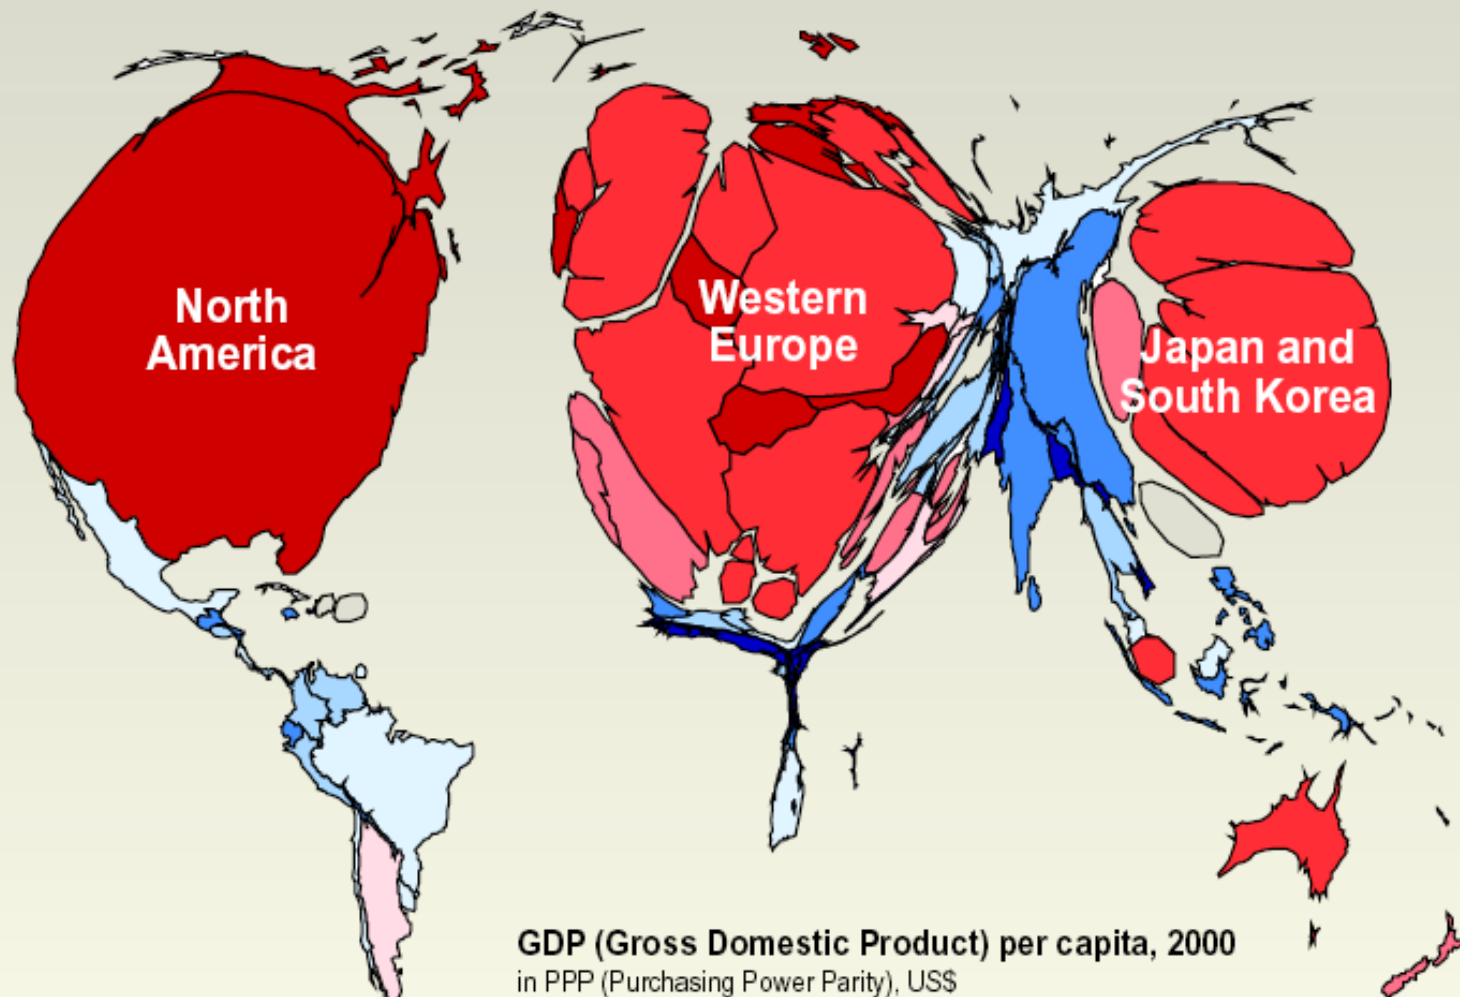 North
America
Western
Europe
Japan and
South Korea
GDP (Gross Domestic Product) per capita, 2000
in PPP (Purchasing Power Parity), US$